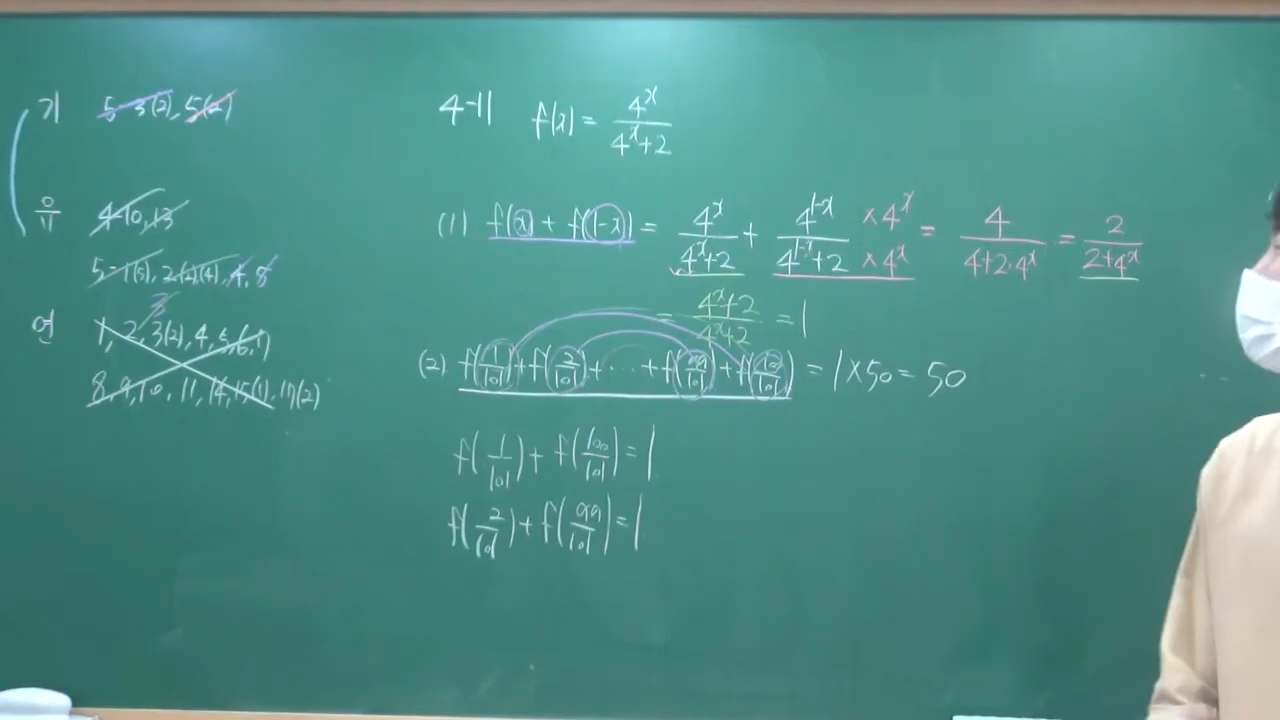 기 5-3(2), 5(2)
유 4-10, 13
5-1(5), 2-(2)(4), 4, 8
3
연 1, 2, 3(2), 4, 5, 6, 7
8, 9, 10, 11, 14, 15(1), 17(2)
4-11 f(x) = 4^x/(4^x+2)
(1) f(x) + f(1-x) = 4^x/(4^x+2) + 4^(1-x)/(4^(1-x)+2) ×4^x/×4^x = 4/(4+2·4^x) = 2/(2+4^x)
= (4^x+2)/(4^x+2) = 1
(2) f(1/101)+f(2/101)+ ⋯ +f(99/101)+f(100/101) = 1×50 = 50
f(1/101)+f(100/101)=1
f(2/101)+f(99/101)=1